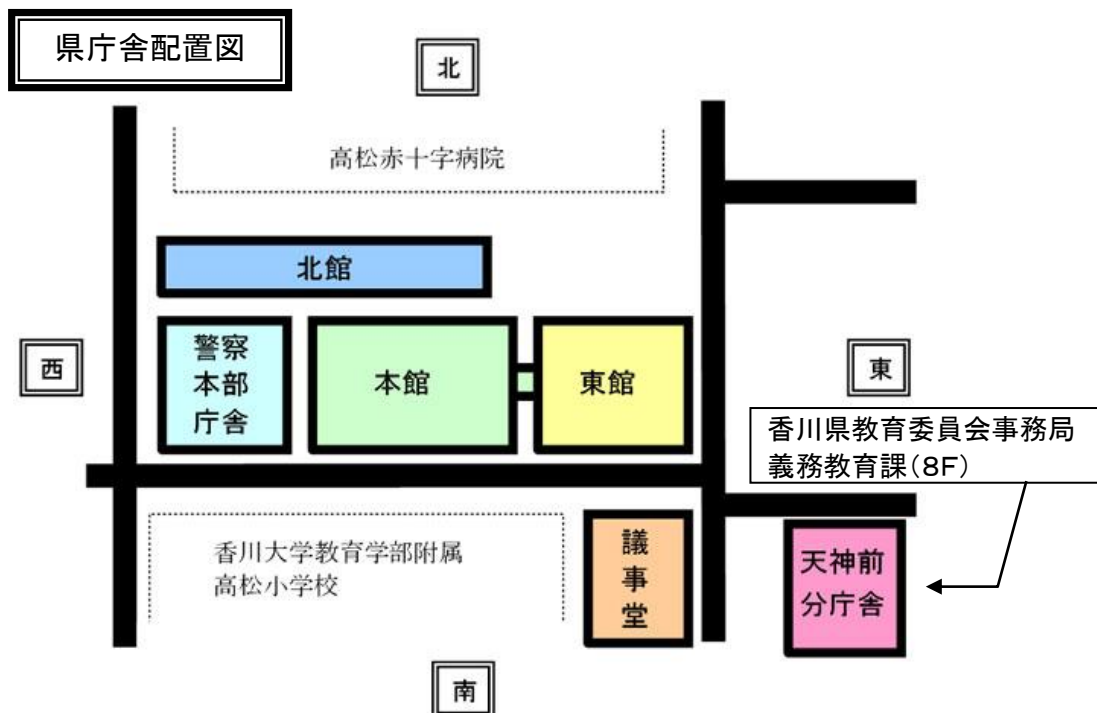 県庁舎配置図
北
高松赤十字病院
北館
西
警察
本部
庁舎
本館
東館
東
香川県教育委員会事務局
義務教育課(8F)
香川大学教育学部附属
高松小学校
議
事
堂
天神前
分庁舎
南